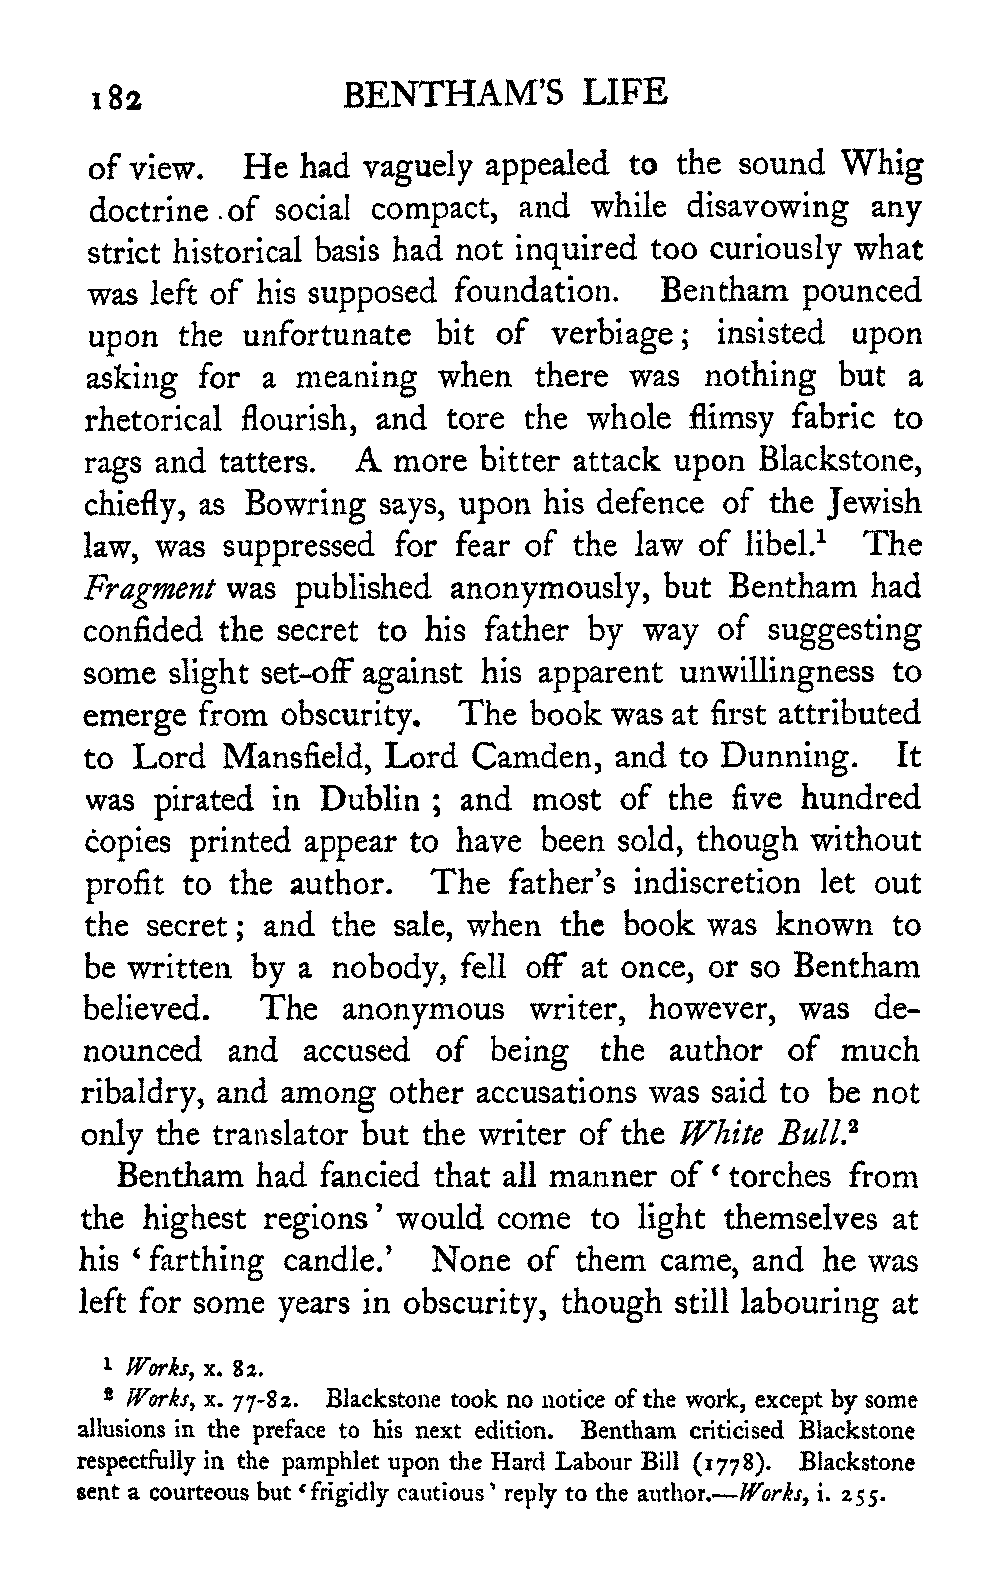 182 BENTHAM'S LIFE
of view. He had vaguely appealed to the sound Whig
doctrine .of social compact, and while disavowing any
strict historical basis had not inquired too curiously what
was left of his supposed foundation. Bentham pounced
upon the unfortunate bit of verbiage; insisted upon
asking for a meaning when there was nothing but a
rhetorical flourish, and tore the whole flimsy fabric to
rags and tatters. A more bitter attack upon Blackstone,
chiefly, as Bowring says, upon his defence of the Jewish
law, was suppressed for fear of the law of libel.¹ The
Fragment was published anonymously, but Bentham had
confided the secret to his father by way of suggesting
some slight set-off against his apparent unwillingness to
emerge from obscurity. The book was at first attributed
to Lord Mansfield, Lord Camden, and to Dunning. It
was pirated in Dublin ; and most of the five hundred
copies printed appear to have been sold, though without
profit to the author. The father's indiscretion let out
the secret; and the sale, when the book was known to
be written by a nobody, fell off at once, or so Bentham
believed. The anonymous writer, however, was de-
nounced and accused of being the author of much
ribaldry, and among other accusations was said to be not
only the translator but the writer of the White Bull.²
Bentham had fancied that all manner of ' torches from
the highest regions' would come to light themselves at
his 'farthing candle.' None of them came, and he was
left for some years in obscurity, though still labouring at
¹ Works, x. 82.
² Works, x. 77-82. Blackstone took no notice of the work, except by some
allusions in the preface to his next edition. Bentham criticised Blackstone
respectfully in the pamphlet upon the Hard Labour Bill (1778). Blackstone
sent a courteous but 'frigidly cautious' reply to the author.—Works, i. 255.